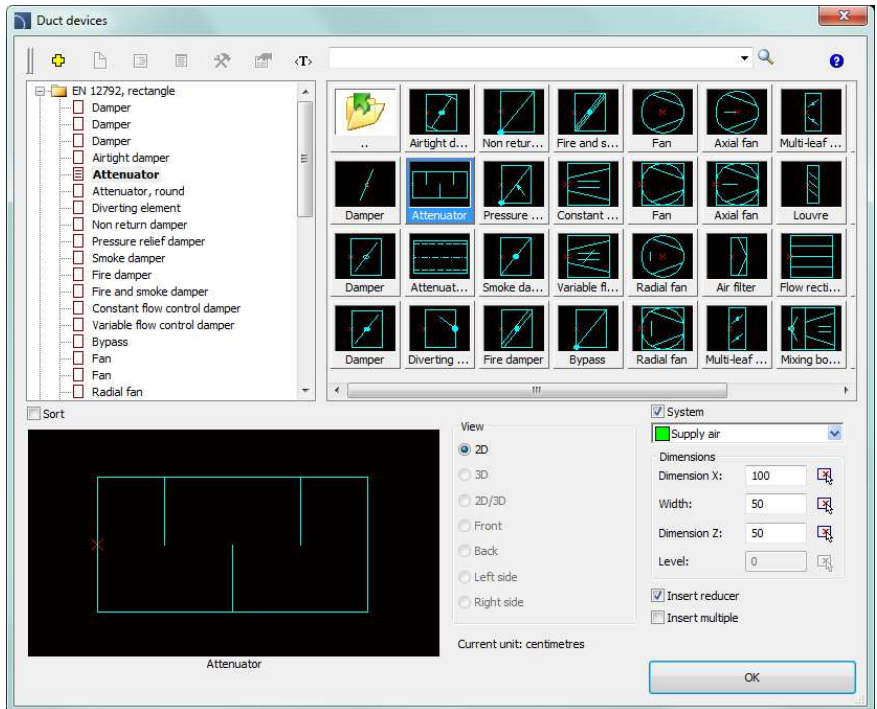 Duct devices
<T>
EN 12792, rectangle
Damper
Damper
Damper
Airtight damper
Attenuator
Attenuator, round
Diverting element
Non return damper
Pressure relief damper
Smoke damper
Fire damper
Fire and smoke damper
Constant flow control damper
Variable flow control damper
Bypass
Fan
Fan
Radial fan
..
Airtight d...
Non retur...
Fire and s...
Fan
Axial fan
Multi-leaf ...
Damper
Attenuator
Pressure ...
Constant ...
Fan
Axial fan
Louvre
Damper
Attenuat...
Smoke da...
Variable fl...
Radial fan
Air filter
Flow recti...
Damper
Diverting ...
Fire damper
Bypass
Radial fan
Multi-leaf ...
Mixing bo...
Sort
Attenuator
View
2D
3D
2D/3D
Front
Back
Left side
Right side
Current unit: centimetres
System
Supply air
Dimensions
Dimension X: 100
Width: 50
Dimension Z: 50
Level: 0
Insert reducer
Insert multiple
OK